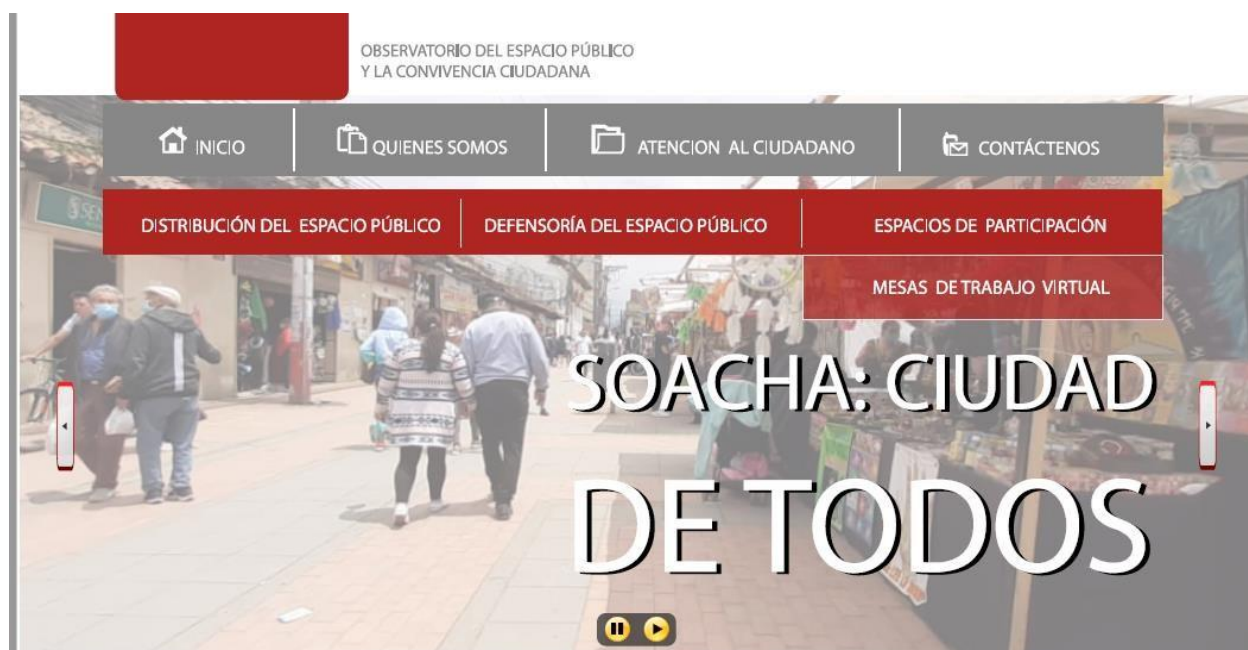 OBSERVATORIO DEL ESPACIO PÚBLICO
Y LA CONVIVENCIA CIUDADANA
INICIO
QUIENES SOMOS
ATENCION AL CIUDADANO
CONTÁCTENOS
DISTRIBUCIÓN DEL ESPACIO PÚBLICO
DEFENSORÍA DEL ESPACIO PÚBLICO
ESPACIOS DE PARTICIPACIÓN
MESAS DE TRABAJO VIRTUAL
SOACHA: CIUDAD
DE TODOS